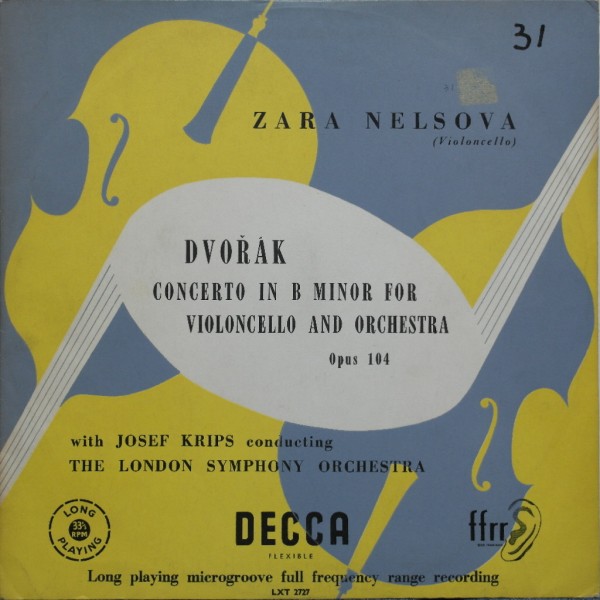 31
ZARA NELSOVA
(Violoncello)
DVOŘÁK
CONCERTO IN B MINOR FOR
VIOLONCELLO AND ORCHESTRA
Opus 104
with JOSEF KRIPS conducting
THE LONDON SYMPHONY ORCHESTRA
LONG
33⅓
RPM
PLAYING
DECCA
FLEXIBLE
ffrr
Long playing microgroove full frequency range recording
LXT 2727